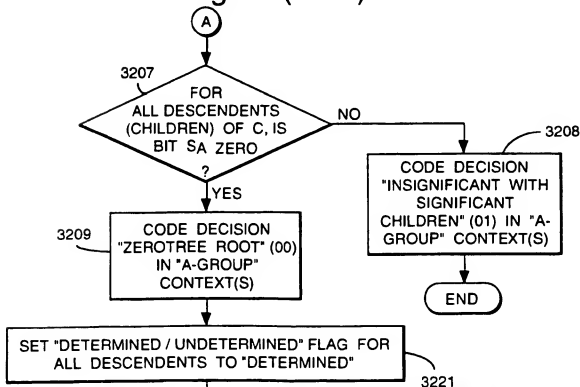 A
3207
FOR
ALL DESCENDENTS
(CHILDREN) OF C, IS
BIT SA ZERO
?
NO
YES
3208
CODE DECISION
"INSIGNIFICANT WITH
SIGNIFICANT
CHILDREN" (01) IN "A-
GROUP" CONTEXT(S)
END
3209
CODE DECISION
"ZEROTREE ROOT" (00)
IN "A-GROUP"
CONTEXT(S)
SET "DETERMINED / UNDETERMINED" FLAG FOR
ALL DESCENDENTS TO "DETERMINED"
3221